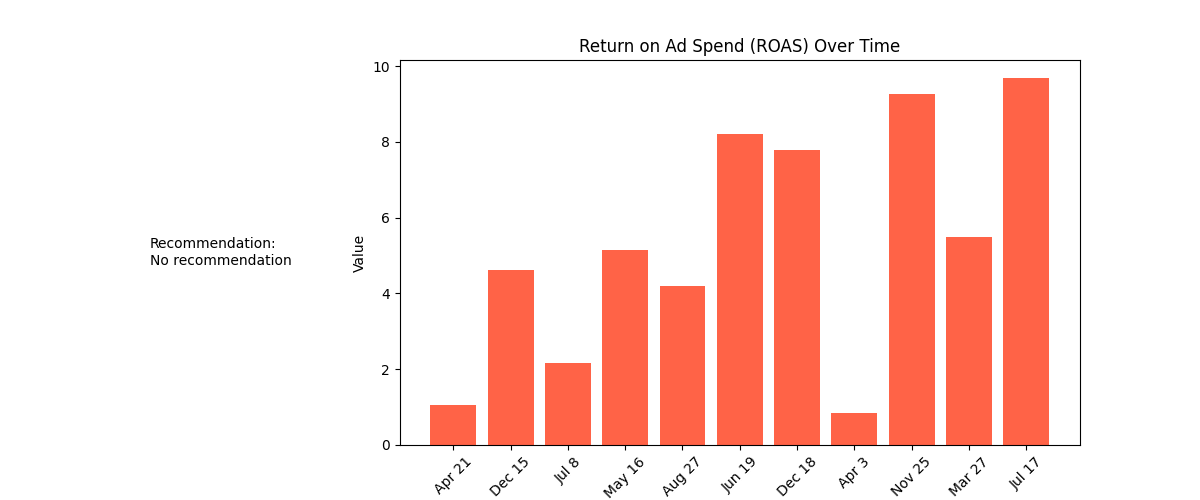 Return on Ad Spend (ROAS) Over Time
10
8
6
4
2
0
Value
Recommendation:
No recommendation
Apr 21
Dec 15
Jul 8
May 16
Aug 27
Jun 19
Dec 18
Apr 3
Nov 25
Mar 27
Jul 17